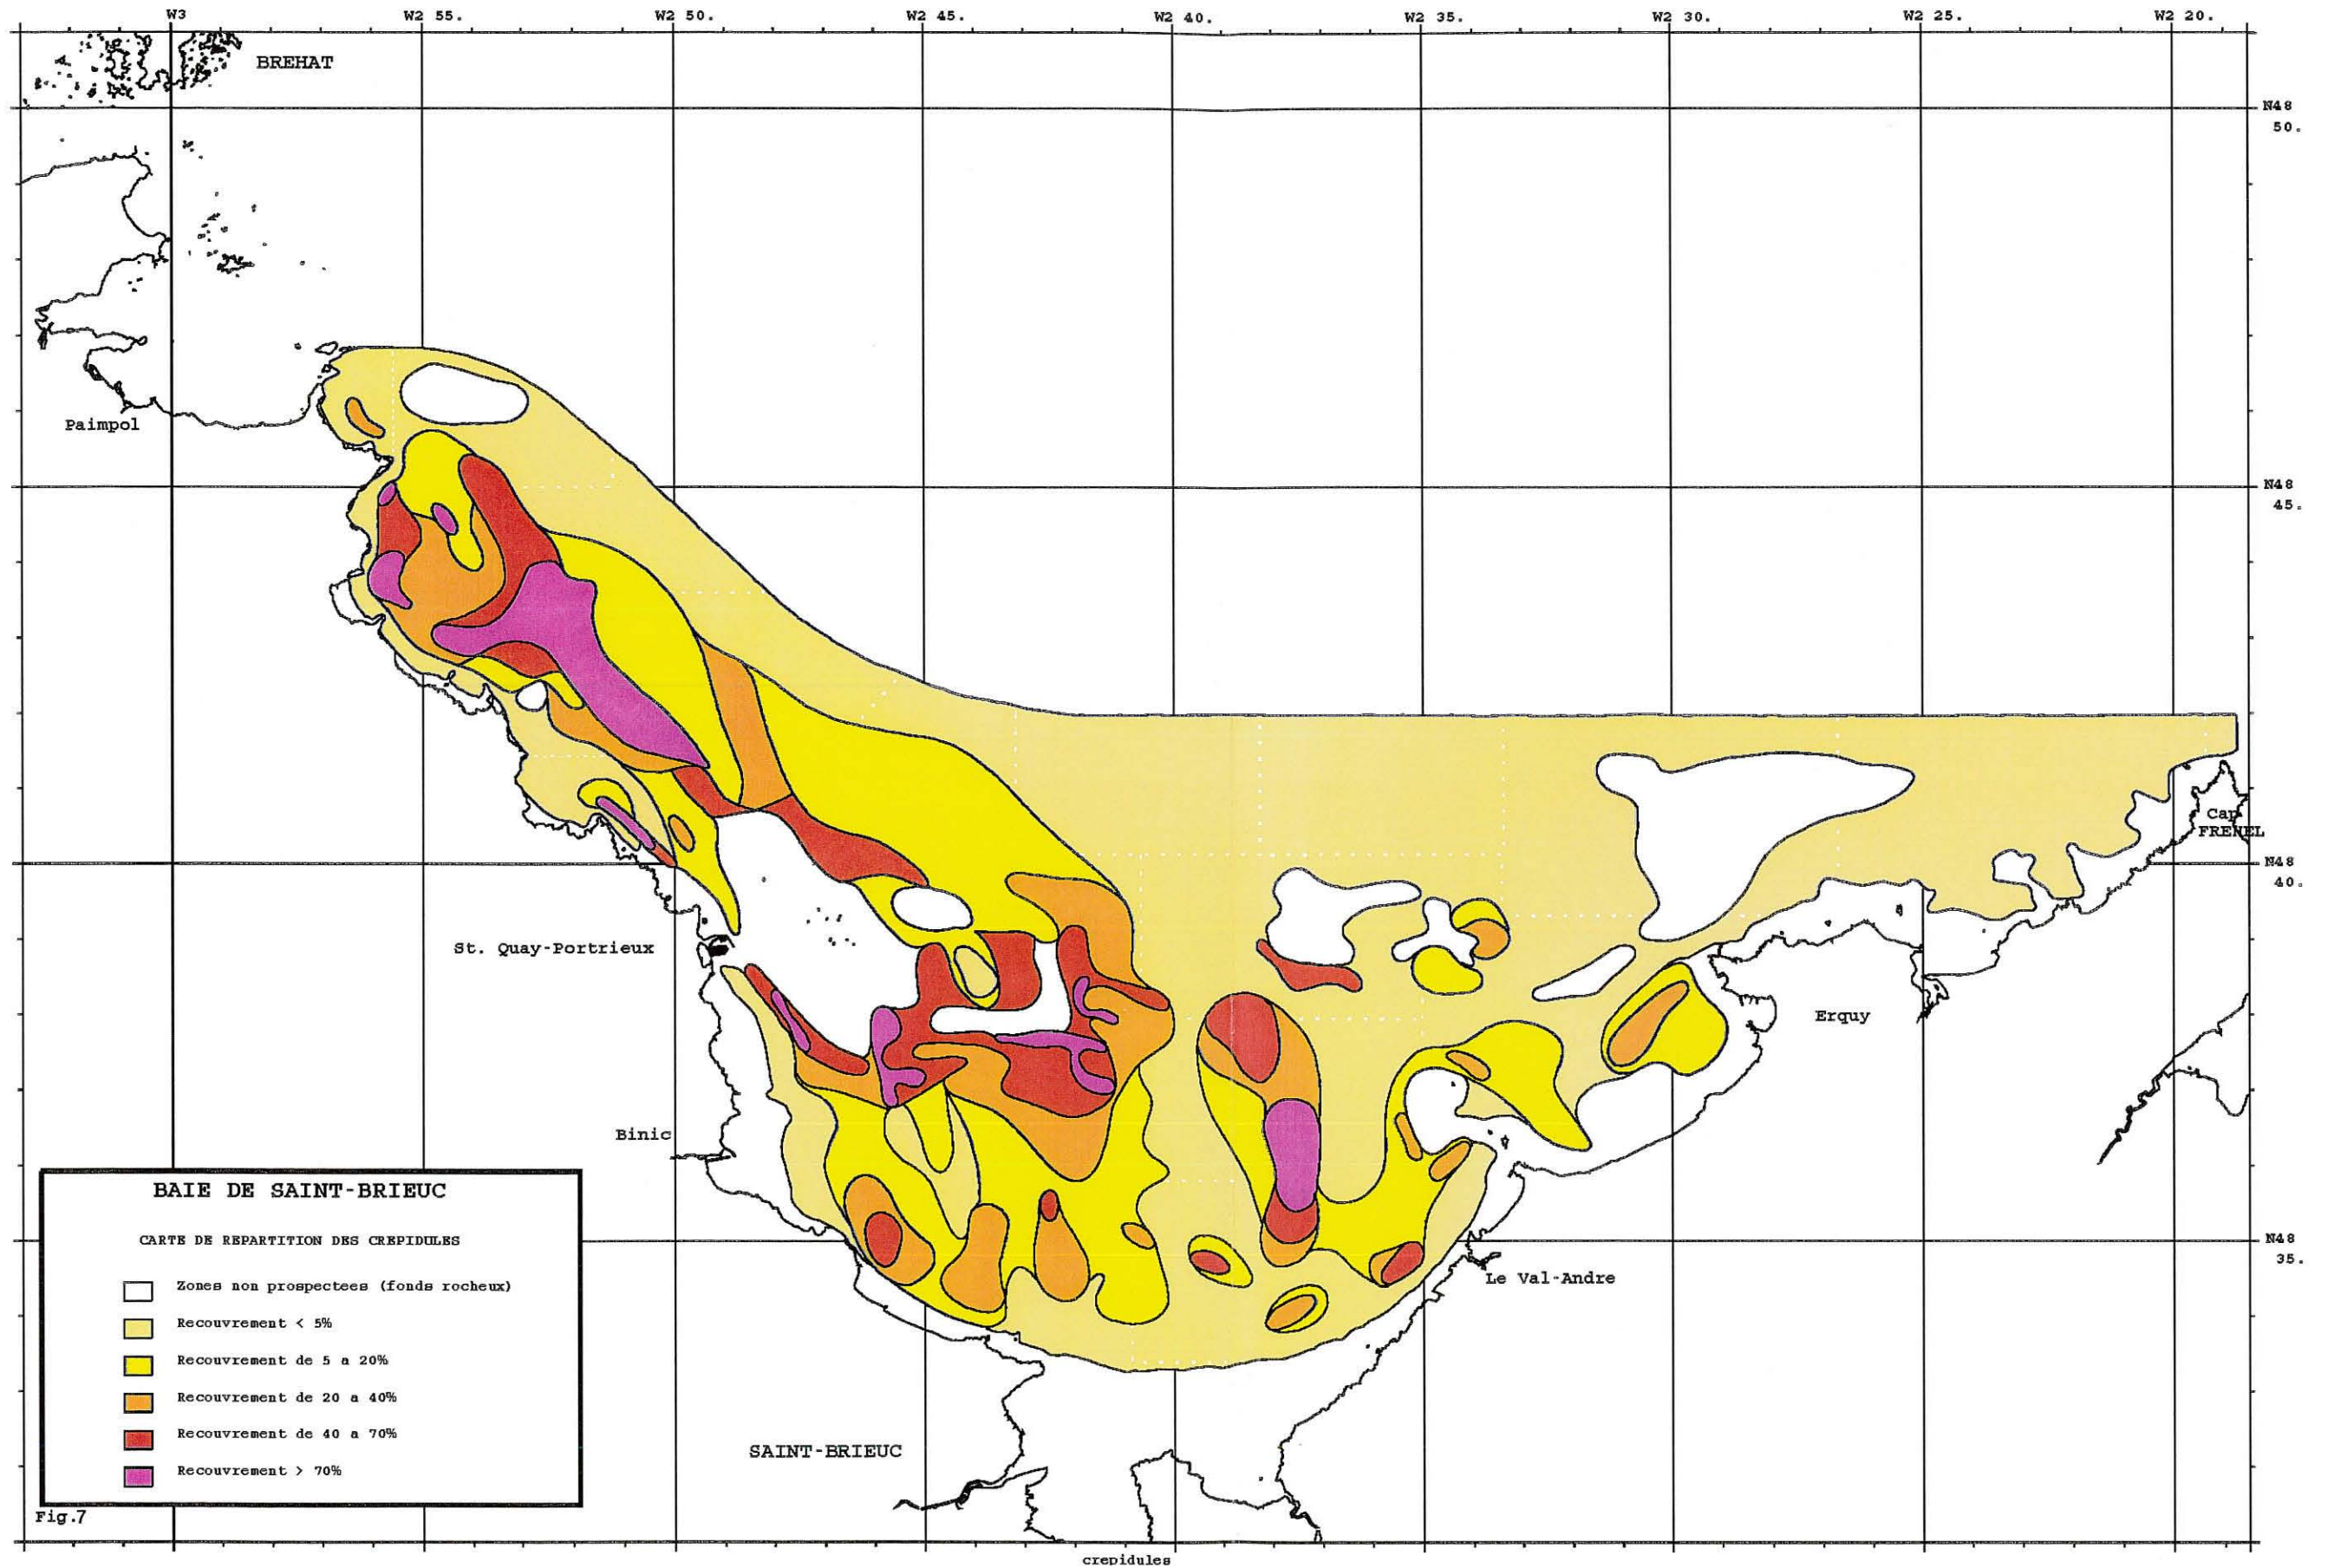 W3 W2 55. W2 50. W2 45. W2 40. W2 35. W2 30. W2 25. W2 20.
BREHAT
N48
50.
Paimpol
N48
45.
Cap
FREHEL
N48
40.
St. Quay-Portrieux
Erquy
Binic
BAIE DE SAINT-BRIEUC
CARTE DE REPARTITION DES CREPIDULES
Zones non prospectees (fonds rocheux)
Recouvrement < 5%
Recouvrement de 5 a 20%
Recouvrement de 20 a 40%
Recouvrement de 40 a 70%
Recouvrement > 70%
N48
35.
Le Val-Andre
SAINT-BRIEUC
Fig.7
crepidules